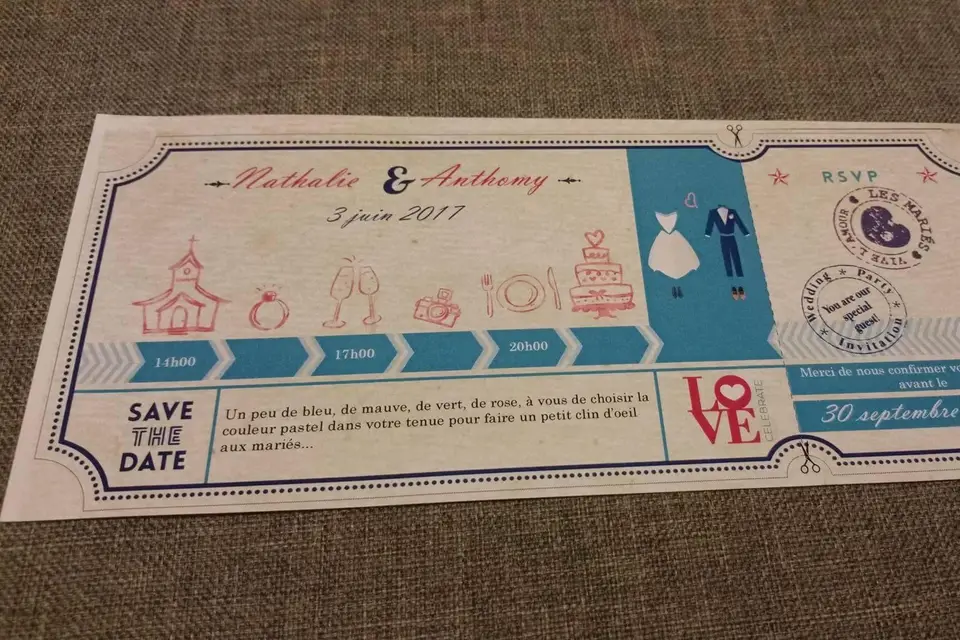 Nathalie & Anthony
3 juin 2017
14h00
17h00
20h00
SAVE
THE
DATE
Un peu de bleu, de mauve, de vert, de rose, à vous de choisir la
couleur pastel dans votre tenue pour faire un petit clin d'oeil
aux mariés...
LOVE
CELEBRATE
RSVP
LES MARIÉS
VIVE L'AMOUR
Wedding Party
You are our
special
guest!
Invitation
Merci de nous confirmer
avant le
30 septembre